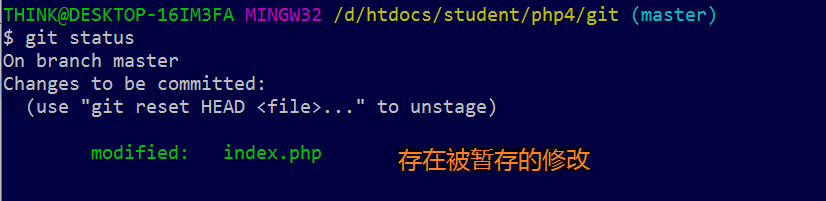 THINK@DESKTOP-16IM3FA MINGW32 /d/htdocs/student/php4/git (master)
$ git status
On branch master
Changes to be committed:
  (use "git reset HEAD <file>..." to unstage)
        modified:   index.php 存在被暂存的修改